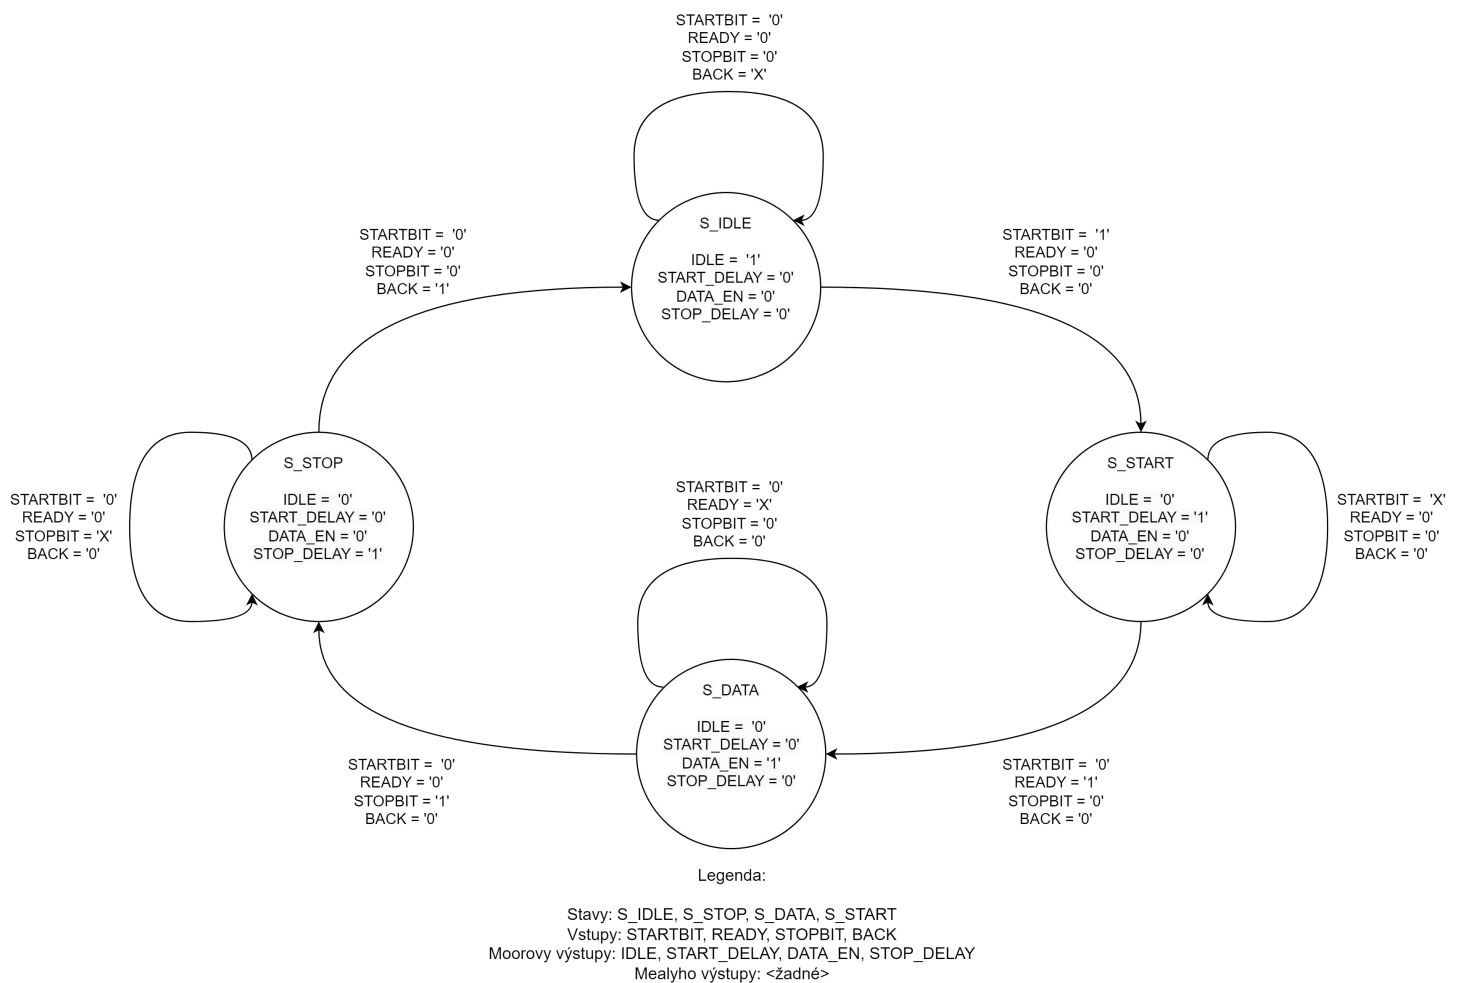 STARTBIT =  '0'
READY = '0'
STOPBIT = '0'
BACK = 'X'
STARTBIT =  '0'
READY = '0'
STOPBIT = '0'
BACK = '1'
S_IDLE
IDLE =  '1'
START_DELAY = '0'
DATA_EN = '0'
STOP_DELAY = '0'
STARTBIT =  '1'
READY = '0'
STOPBIT = '0'
BACK = '0'
STARTBIT =  '0'
READY = '0'
STOPBIT = 'X'
BACK = '0'
S_STOP
IDLE =  '0'
START_DELAY = '0'
DATA_EN = '0'
STOP_DELAY = '1'
STARTBIT =  '0'
READY = 'X'
STOPBIT = '0'
BACK = '0'
S_START
IDLE =  '0'
START_DELAY = '1'
DATA_EN = '0'
STOP_DELAY = '0'
STARTBIT =  'X'
READY = '0'
STOPBIT = '0'
BACK = '0'
STARTBIT =  '0'
READY = '0'
STOPBIT = '1'
BACK = '0'
S_DATA
IDLE =  '0'
START_DELAY = '0'
DATA_EN = '1'
STOP_DELAY = '0'
STARTBIT =  '0'
READY = '1'
STOPBIT = '0'
BACK = '0'
Legenda:
Stavy: S_IDLE, S_STOP, S_DATA, S_START
Vstupy: STARTBIT, READY, STOPBIT, BACK
Moorovy výstupy: IDLE, START_DELAY, DATA_EN, STOP_DELAY
Mealyho výstupy: <žadné>